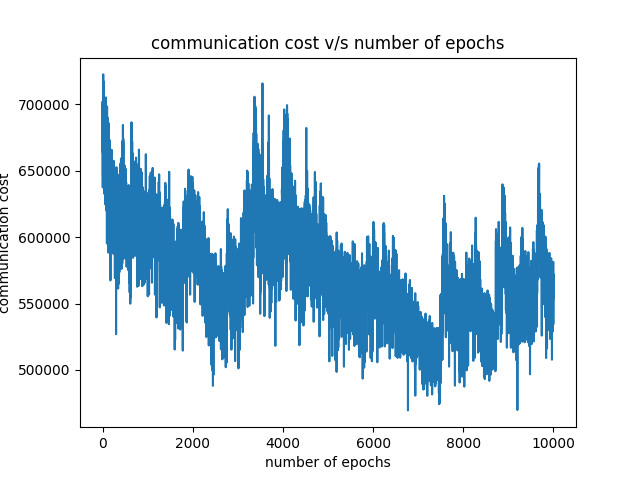 communication cost v/s number of epochs
700000
650000
600000
550000
500000
communication cost
0 2000 4000 6000 8000 10000
number of epochs